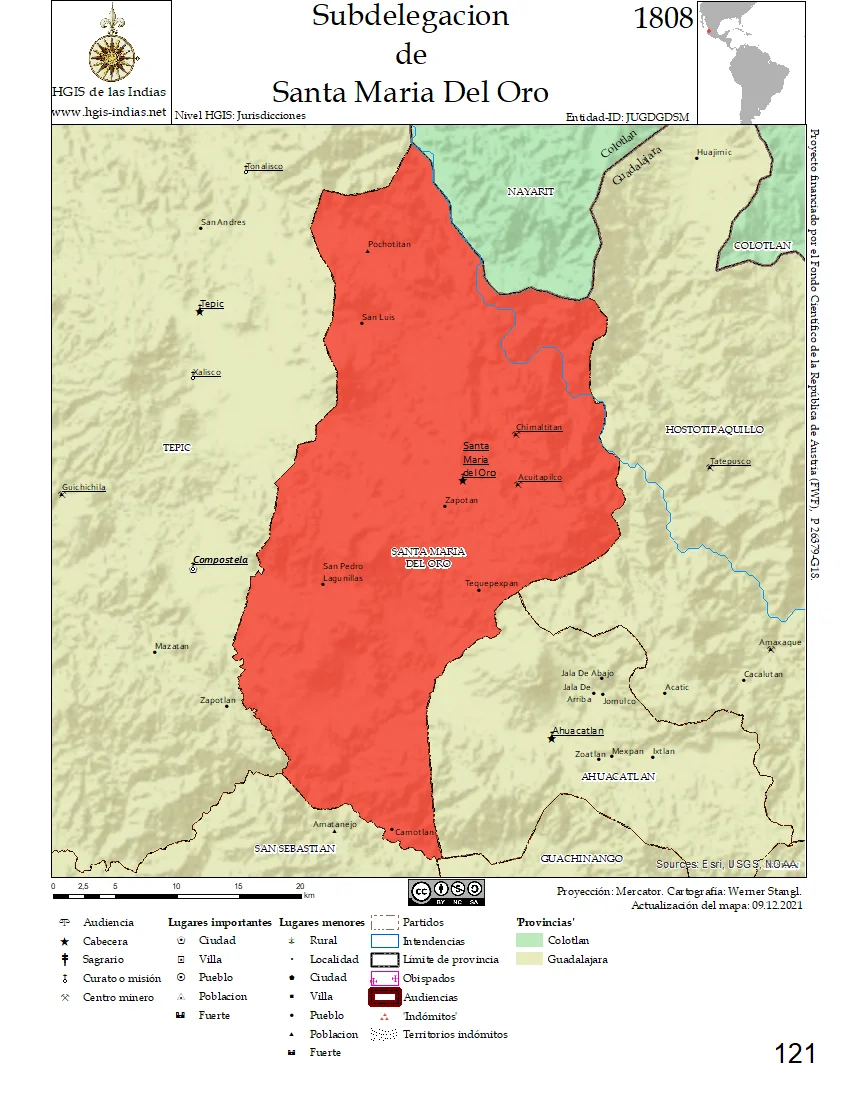 Subdelegacion
de
Santa Maria Del Oro
1808
HGIS de las Indias
www.hgis-indias.net
Nivel HGIS: Jurisdicciones
Entidad-ID: JUGDGDSM
Proyecto financiado por el Fondo Científico de la República de Austria (FWF), P 26379-G18.
Colotlan
Guadalajara
Huajimic
Tonalisco
NAYARIT
San Andres
Pochotitan
COLOTLAN
Tepic
San Luis
Xalisco
Chimaltitan
HOSTOTIPAQUILLO
TEPIC
Santa
Maria
del Oro
Tatepusco
Acuitapilco
Guichichila
Zapotan
SANTA MARIA
DEL ORO
Compostela
San Pedro
Lagunillas
Tequepexpan
Mazatan
Amaxaque
Jala De Abajo
Cacalutan
Jala De
Arriba
Jomulco
Acatic
Zapotlan
Ahuacatlan
Zoatlan
Mexpan
Ixtlan
AHUACATLAN
Amatanejo
Camotlan
SAN SEBASTIAN
GUACHINANGO
Sources: Esri, USGS, NOAA
0 2,5 5 10 15 20
km
CC BY NC SA
Proyección: Mercator. Cartografía: Werner Stangl.
Actualización del mapa: 09.12.2021
Audiencia
Cabecera
Sagrario
Curato o misión
Centro minero
Lugares importantes
Ciudad
Villa
Pueblo
Poblacion
Fuerte
Lugares menores
Rural
Localidad
Ciudad
Villa
Pueblo
Poblacion
Fuerte
Partidos
Intendencias
Límite de provincia
Obispados
Audiencias
'Indómitos'
Territorios indómitos
'Provincias'
Colotlan
Guadalajara
121